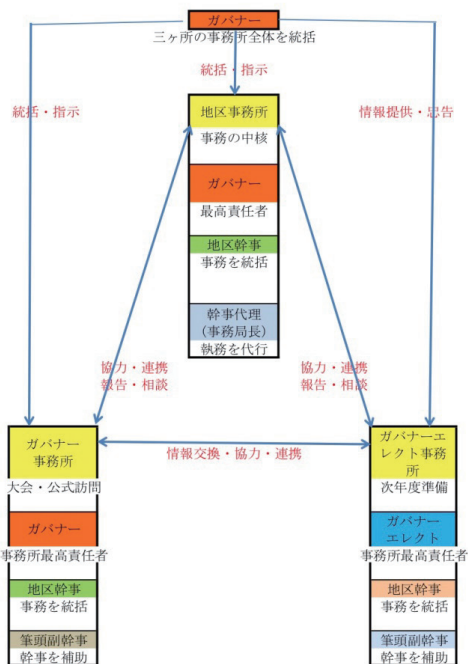 ガバナー
三ヶ所の事務所全体を統括
統括・指示
統括・指示
情報提供・忠告
地区事務所
事務の中核
ガバナー
最高責任者
地区幹事
事務を統括
幹事代理
（事務局長）
執務を代行
協力・連携
報告・相談
協力・連携
報告・相談
情報交換・協力・連携
ガバナー
事務所
大会・公式訪問
ガバナー
事務所最高責任者
地区幹事
事務を統括
筆頭副幹事
幹事を補助
ガバナーエ
レクト事務
所
次年度準備
ガバナー
エレクト
事務所最高責任者
地区幹事
事務を統括
筆頭副幹事
幹事を補助